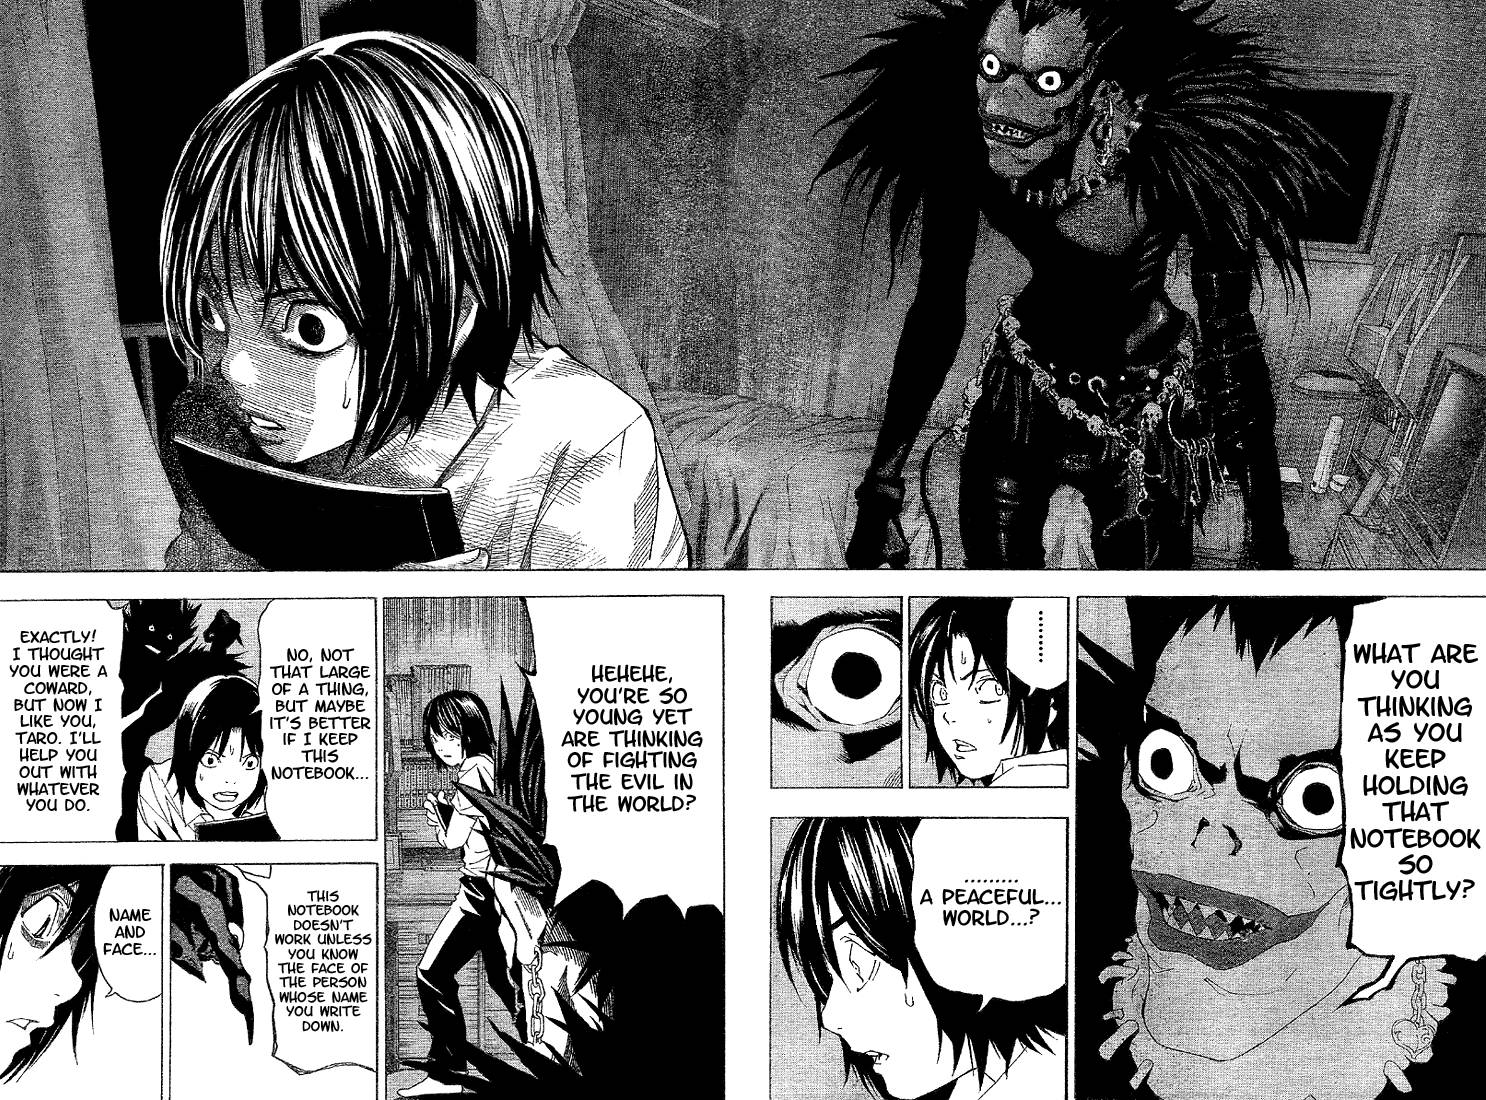 WHAT ARE
YOU
THINKING
AS YOU
KEEP
HOLDING
THAT
NOTEBOOK
SO
TIGHTLY?
........
.........
A PEACEFUL...
WORLD...?
HEHEHE,
YOU'RE SO
YOUNG YET
ARE THINKING
OF FIGHTING
THE EVIL IN
THE WORLD?
NO, NOT
THAT LARGE
OF A THING,
BUT MAYBE
IT'S BETTER
IF I KEEP
THIS
NOTEBOOK...
EXACTLY!
I THOUGHT
YOU WERE A
COWARD,
BUT NOW I
LIKE YOU,
TARO. I'LL
HELP YOU
OUT WITH
WHATEVER
YOU DO.
THIS
NOTEBOOK
DOESN'T
WORK UNLESS
YOU KNOW
THE FACE OF
THE PERSON
WHOSE NAME
YOU WRITE
DOWN.
NAME
AND
FACE...